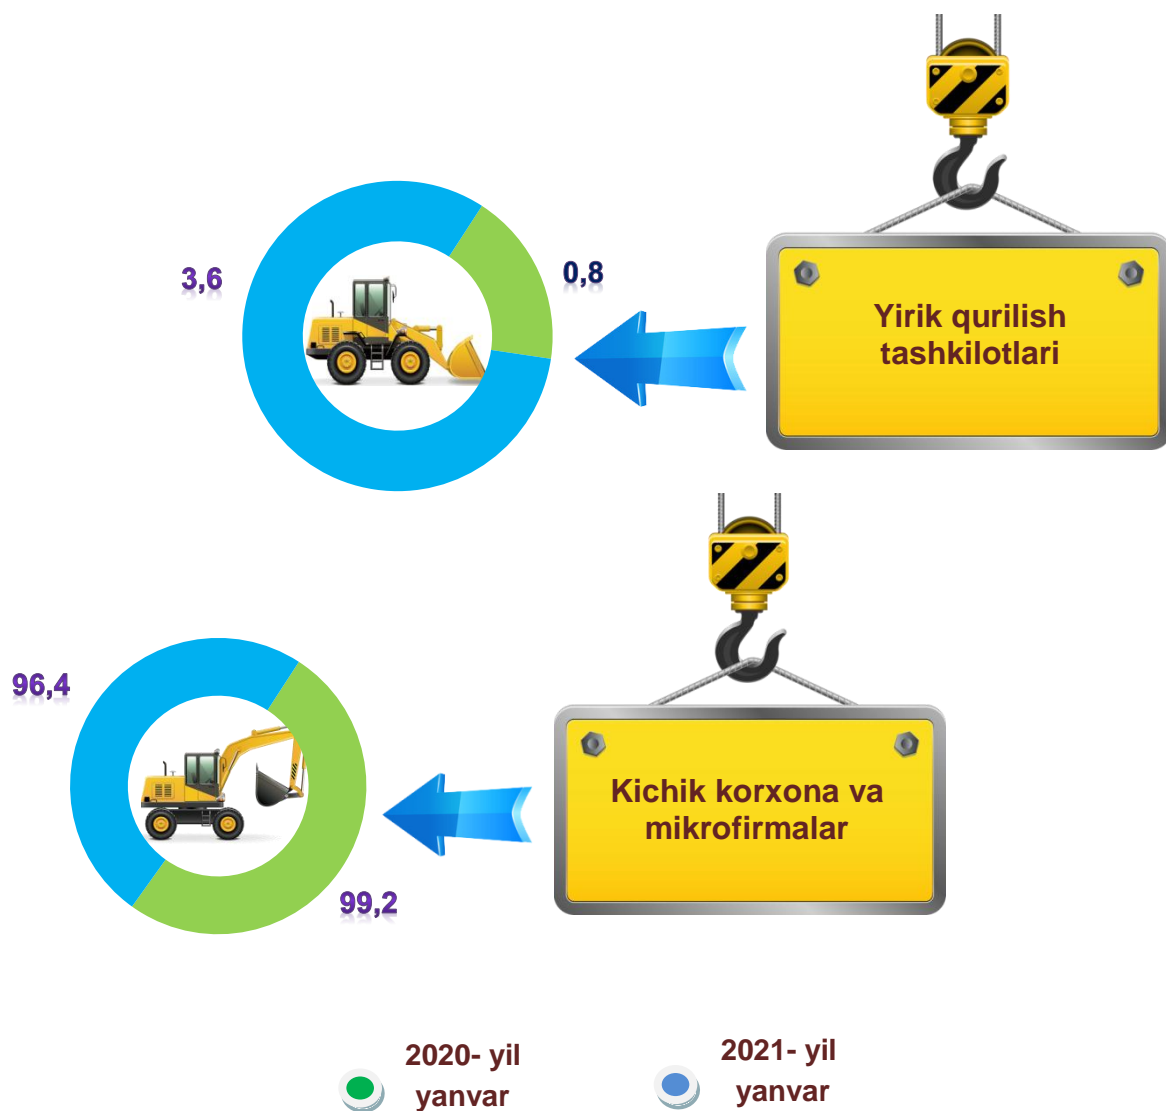 3,6
0,8
Yirik qurilish
tashkilotlari
96,4
99,2
Kichik korxona va
mikrofirmalar
2020- yil
yanvar
2021- yil
yanvar